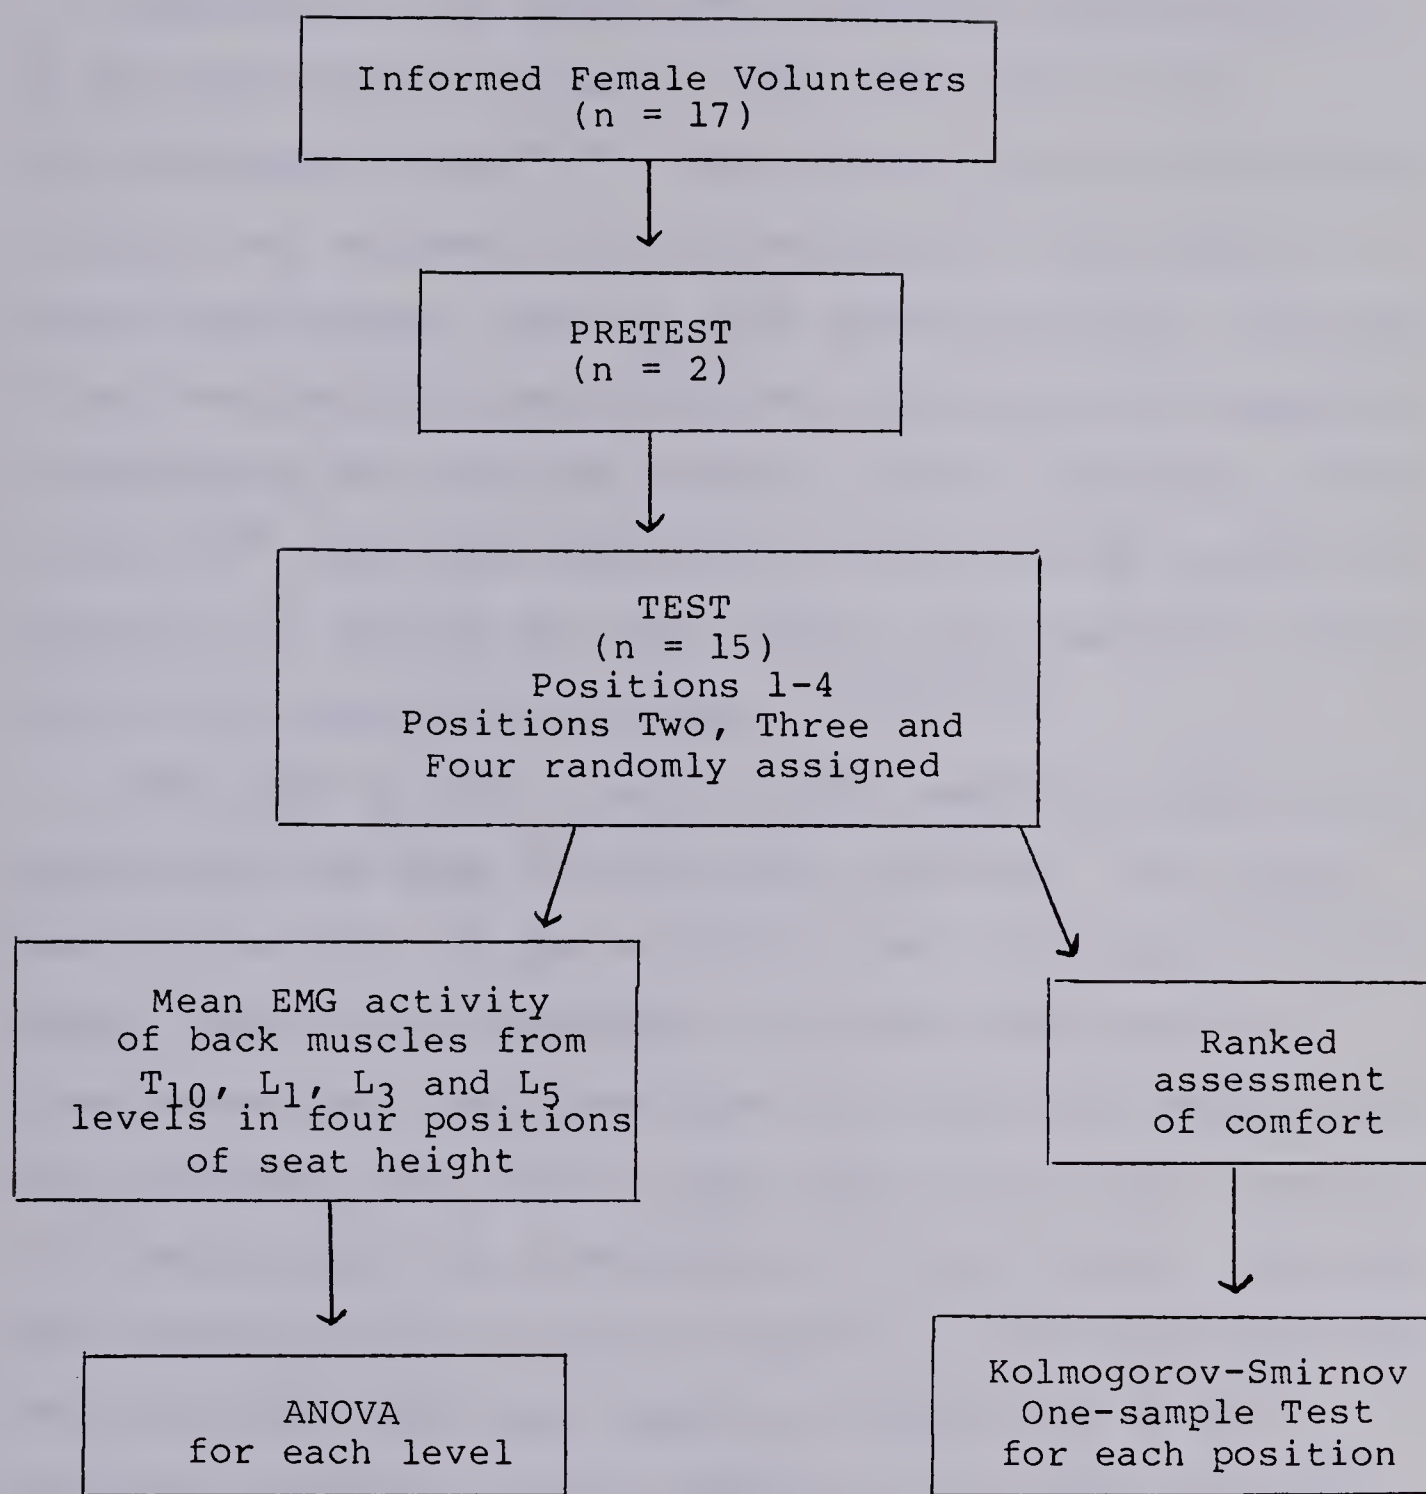 Informed Female Volunteers
(n = 17)
PRETEST
(n = 2)
TEST
(n = 15)
Positions 1-4
Positions Two, Three and
Four randomly assigned
Mean EMG activity
of back muscles from
T10, L1, L3 and L5
levels in four positions
of seat height
Ranked
assessment
of comfort
ANOVA
for each level
Kolmogorov-Smirnov
One-sample Test
for each position